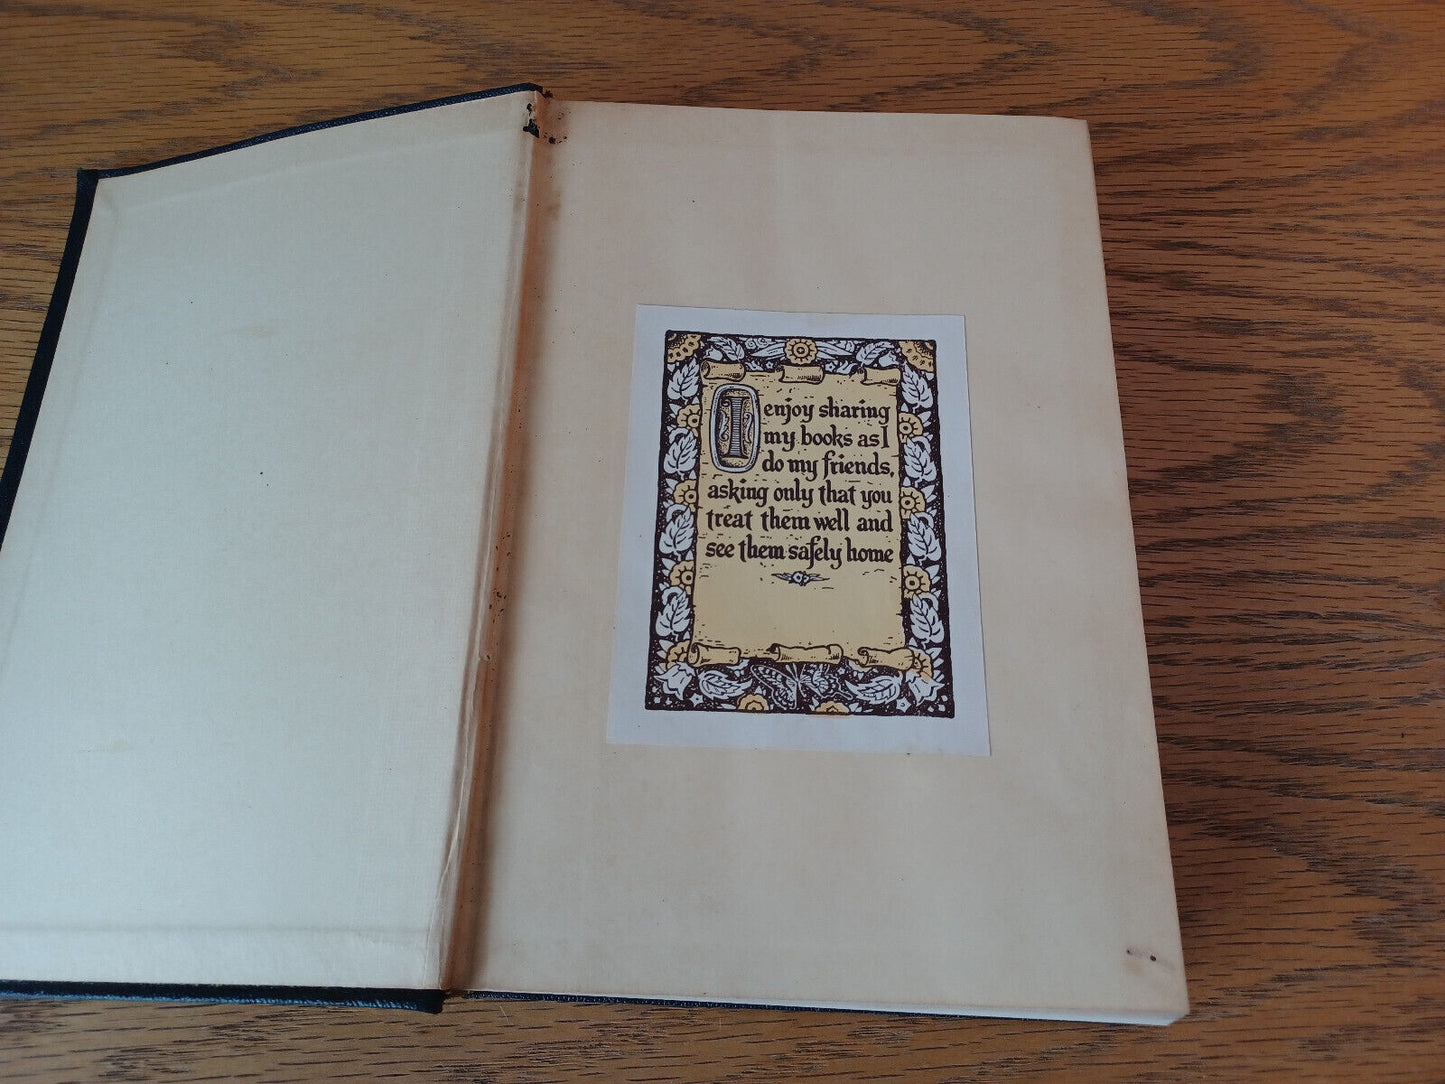 I enjoy sharing
my books as I
do my friends,
asking only that you
treat them well and
see them safely home